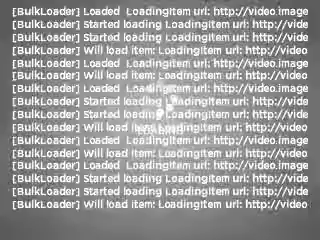 [BulkLoader] Loaded LoadingItem url: http://video.image
[BulkLoader] Started loading LoadingItem url: http://vide
[BulkLoader] Started loading LoadingItem url: http://vide
[BulkLoader] Will load item: LoadingItem url: http://video
[BulkLoader] Loaded LoadingItem url: http://video.image
[BulkLoader] Will load item: LoadingItem url: http://video
[BulkLoader] Loaded LoadingItem url: http://video.image
[BulkLoader] Started loading LoadingItem url: http://vide
[BulkLoader] Started loading LoadingItem url: http://vide
[BulkLoader] Will load item: LoadingItem url: http://video
[BulkLoader] Loaded LoadingItem url: http://video.image
[BulkLoader] Will load item: LoadingItem url: http://video
[BulkLoader] Loaded LoadingItem url: http://video.image
[BulkLoader] Started loading LoadingItem url: http://vide
[BulkLoader] Started loading LoadingItem url: http://vide
[BulkLoader] Will load item: LoadingItem url: http://video